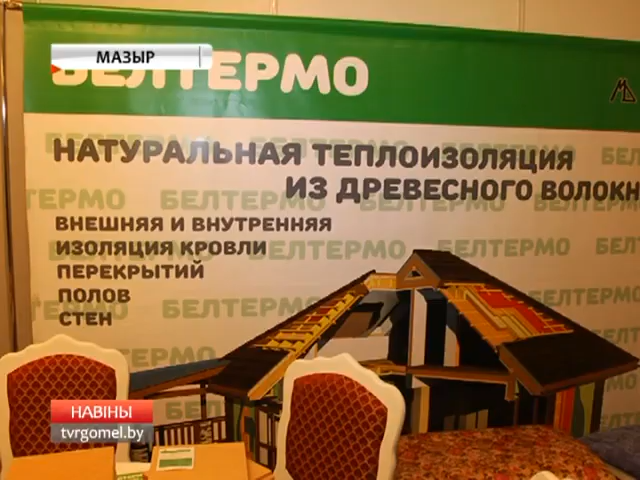 МАЗЫР
БЕЛТЕРМО
НАТУРАЛЬНАЯ ТЕПЛОИЗОЛЯЦИЯ
ИЗ ДРЕВЕСНОГО ВОЛОКН
ВНЕШНЯЯ И ВНУТРЕННЯЯ
ИЗОЛЯЦИЯ КРОВЛИ
ПЕРЕКРЫТИЙ
ПОЛОВ
СТЕН
НАВІНЫ
tvrgomel.by